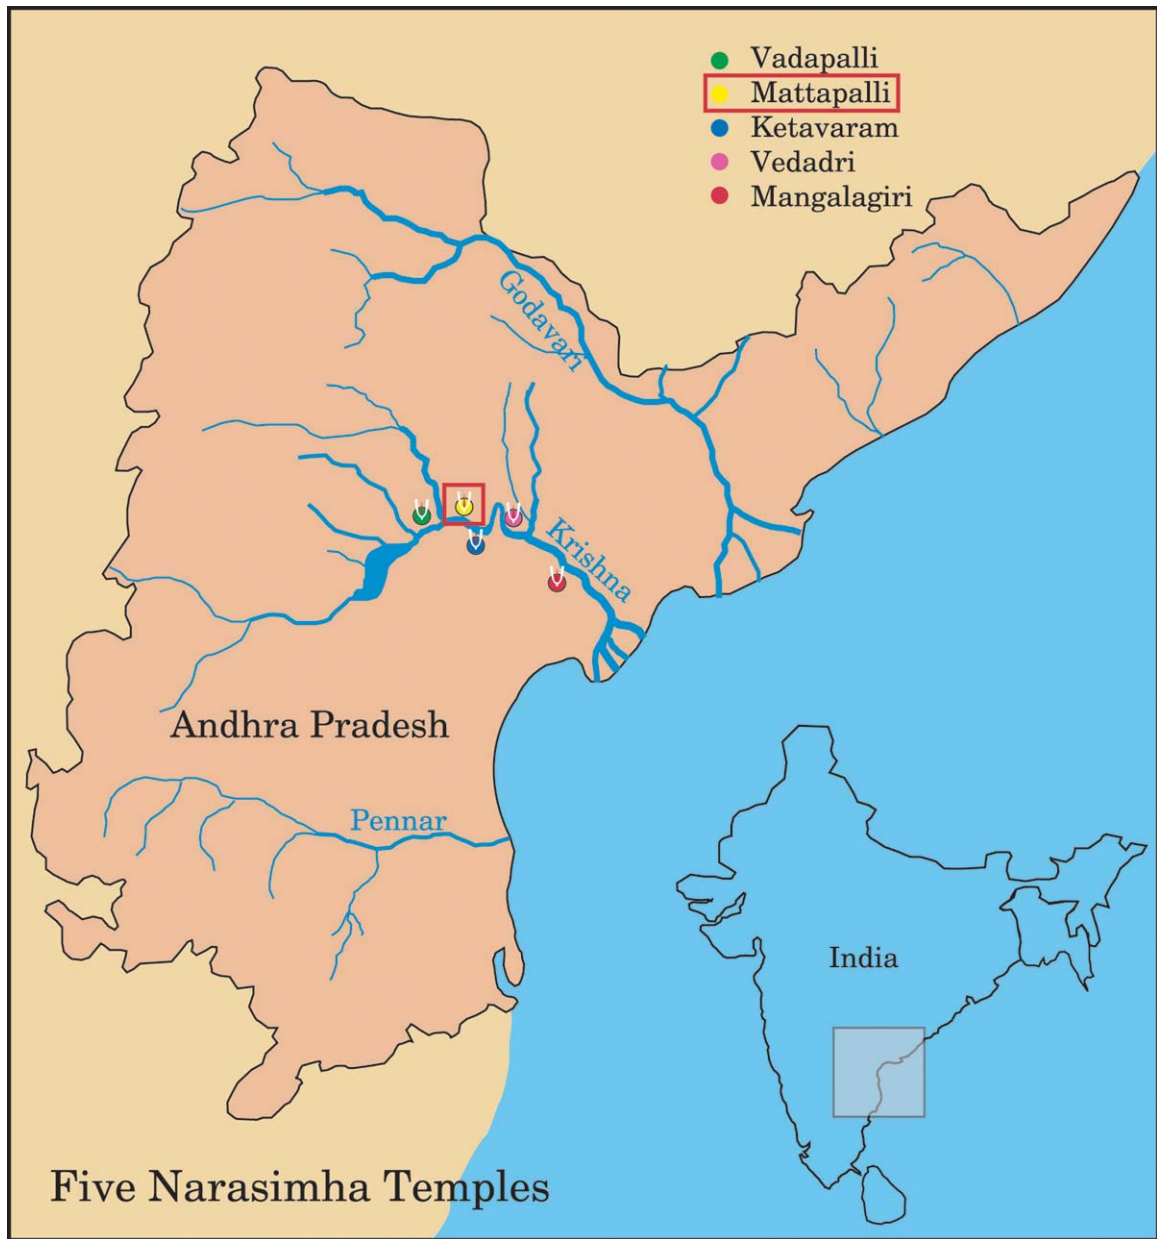 Vadapalli
Mattapalli
Ketavaram
Vedadri
Mangalagiri
Godavari
Krishna
Andhra Pradesh
Pennar
India
Five Narasimha Temples